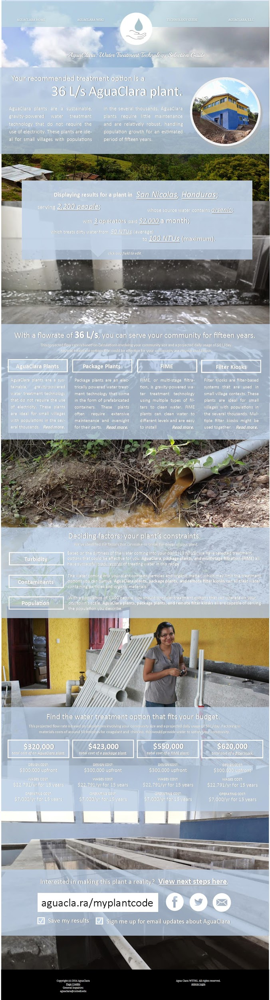 AGUACLARA HOME
AGUACLARA WIKI
TECHNOLOGY GUIDE
AGUACLARA, LLC.
AguaClara: Water Treatment Technology Selection Guide
Your recommended treatment option is a
36 L/s AguaClara plant.
AguaClara plants are a sustainable,
gravity-powered water treatment
technology that do not require the
use of electricity. These plants are ide-
al for small villages with populations
in the several thousands. AguaClara
plants require little maintenance
and are relatively robust, handling
population growth for an estimated
period of fifteen years.
Displaying results for a plant in San Nicolas, Honduras;
serving 2,200 people;
whose source water contains arsenic;
with 3 operators paid $2,000 a month;
which treats dirty water from 50 NTUs (average)
to 100 NTUs (maximum).
click any field to edit.
With a flowrate of 36 L/s, you can serve your community for fifteen years.
This projected flow rate is based on calculations involving your community size and a projected daily usage of 50 L/day.
Several treatment options that could be effective for your community are enumerated below.
AguaClara Plants
AguaClara plants are a sus-
tainable, gravity-powered
water treatment technology
that do not require the use
of electricity. These plants
are ideal for small villages
with populations in the sev-
eral thousands. Read more.
Package Plants
Package plants are an elec-
trically powered water treat-
ment technology that come
in the form of prefabricated
containers. These plants
often require extensive
maintenance and oversight
for their parts. Read more.
FIME
FIME, or multi-stage filtra-
tion, is gravity-powered wa-
ter treatment technology
using multiple types of fil-
ters to clean water. FIME
plants can clean water to
different levels and are easy
to install Read more.
Filter Kiosks
Filter Kiosks are filter-based
systems that are used in
small village contexts. These
plants are ideal for small
villages with populations in
the several thousands. Mul-
tiple filter kiosks might be
used together. Read more.
Deciding factors: your plant's constraints.
We've identified the factors that can make-or-break the design of your plant.
Turbidity
Based on the dirtiness of the water coming into your plant (10 NTUS), we have selected treatment
options that could be effective for you. AguaClara, package plants, and multistage filtration (FIME) all
have successful track records of treating water in this range.
Contaminants
The water coming into your plant contains particles and organic matter, which may limit the treatment
options you can pursue. AguaClara plants, package plants, and remote filter kiosks can all treat water
containing particles and organic materials.
Population
With a population of 1,100 people, you should consider treatment options that can operate on your
city/town's scale. AguaClara plants, package plants, and remote filter kiosks all are capable of serving
the population you describe.
Find the water treatment option that fits your budget.
This projected flow rate is based on calculations involving your community size and a projected daily usage of 50 L/day. Factoring in
materials costs of around 50 lempiras for coagulant and chlorine, this would provide water to satisfy your community.
$320,000
total cost of an AguaClara plant.
DESIGN COST:
$300,000 upfront
WAGES COST:
$22,791/yr for 15 years
OPERATING COST:
$7,000/yr for 15 years
$423,000
total cost of a package plant.
DESIGN COST:
$300,000 upfront
WAGES COST:
$22,791/yr for 15 years
OPERATING COST:
$7,000/yr for 15 years
$550,000
total cost of a FIME plant.
DESIGN COST:
$300,000 upfront
WAGES COST:
$22,791/yr for 15 years
OPERATING COST:
$7,000/yr for 15 years
$620,000
total cost of a filter kiosk.
DESIGN COST:
$300,000 upfront
WAGES COST:
$22,791/yr for 15 years
OPERATING COST:
$7,000/yr for 15 years
Interested in making this plant a reality? View next steps here.
aguacla.ra/myplantcode
Save my results
Sign me up for email updates about AguaClara
Copyright (c) 2014 AguaClara
Page Credits
General Inquiries:
aguaclara@cornell.edu
Agua Clara WTTSG. All rights reserved.
Admin login